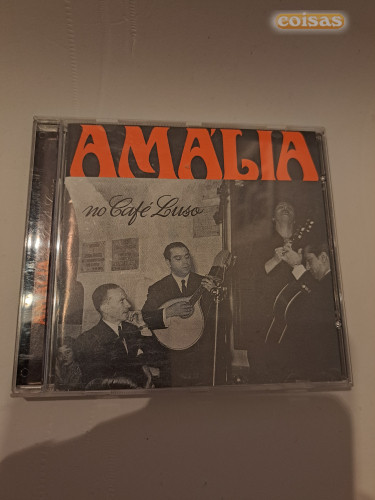 coisas
AMÁLIA
no Café Luso